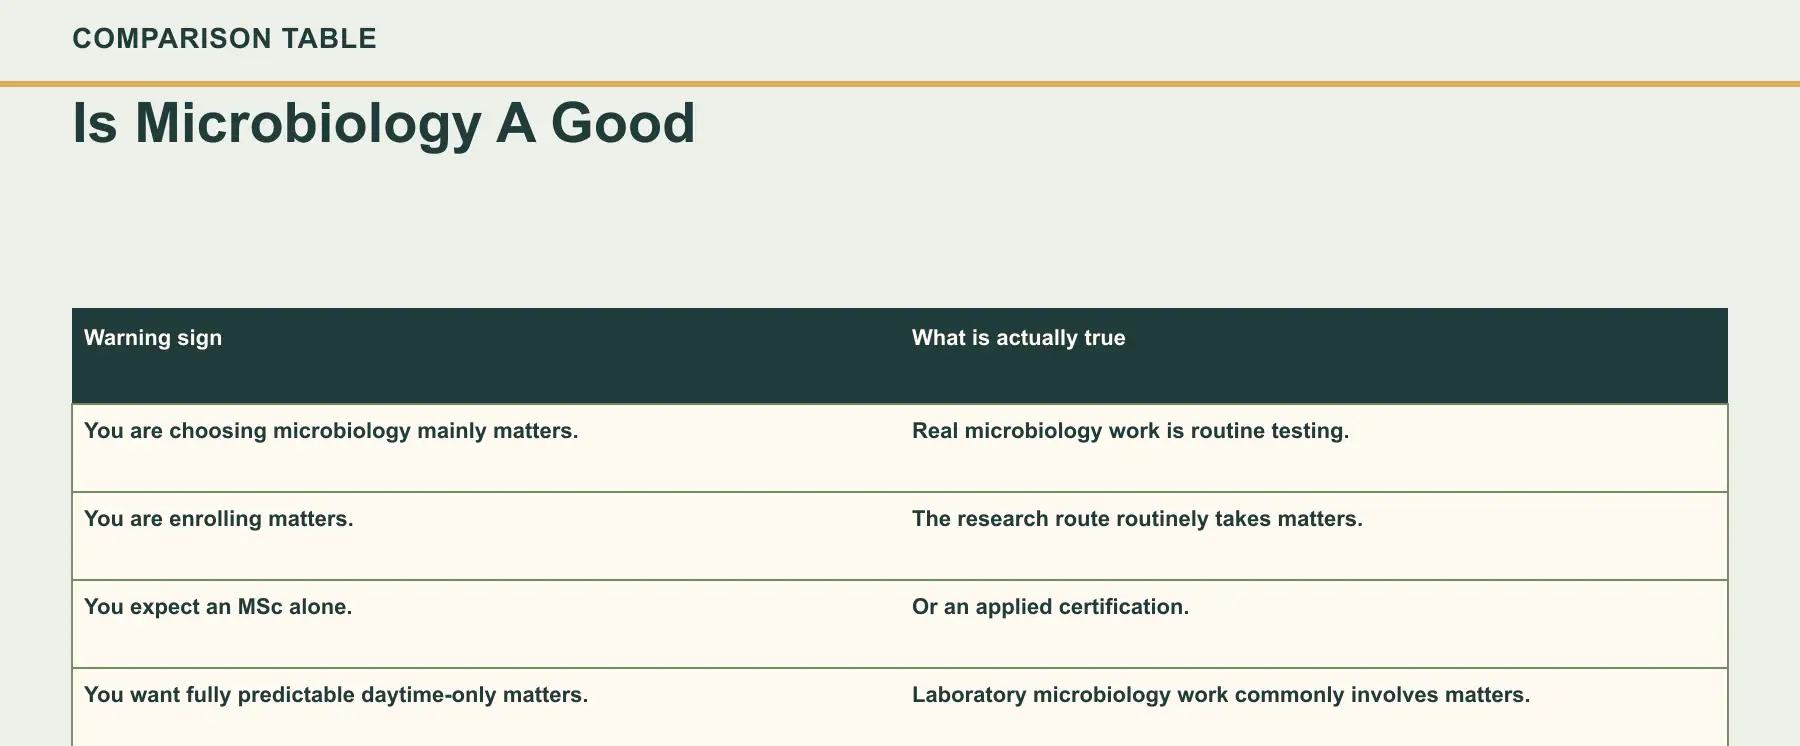 COMPARISON TABLE
Is Microbiology A Good
Warning sign
What is actually true
You are choosing microbiology mainly matters.
Real microbiology work is routine testing.
You are enrolling matters.
The research route routinely takes matters.
You expect an MSc alone.
Or an applied certification.
You want fully predictable daytime-only matters.
Laboratory microbiology work commonly involves matters.